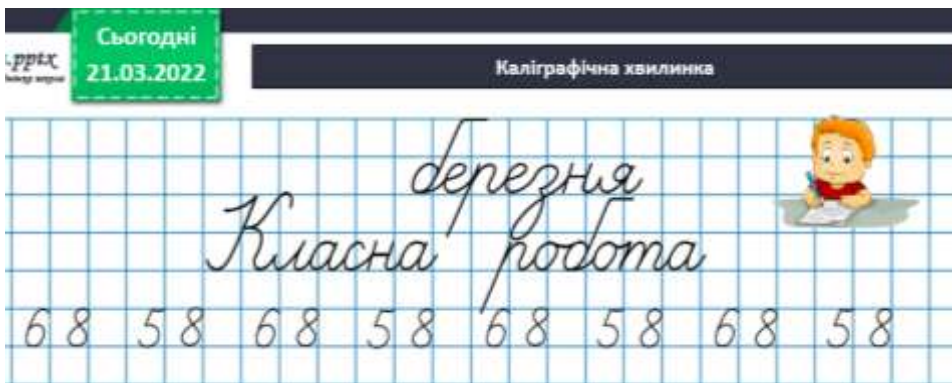 Сьогодні
.pptx
21.03.2022
Каліграфічна хвилинка
березня
Класна робота
68 58 68 58 68 58 68 58